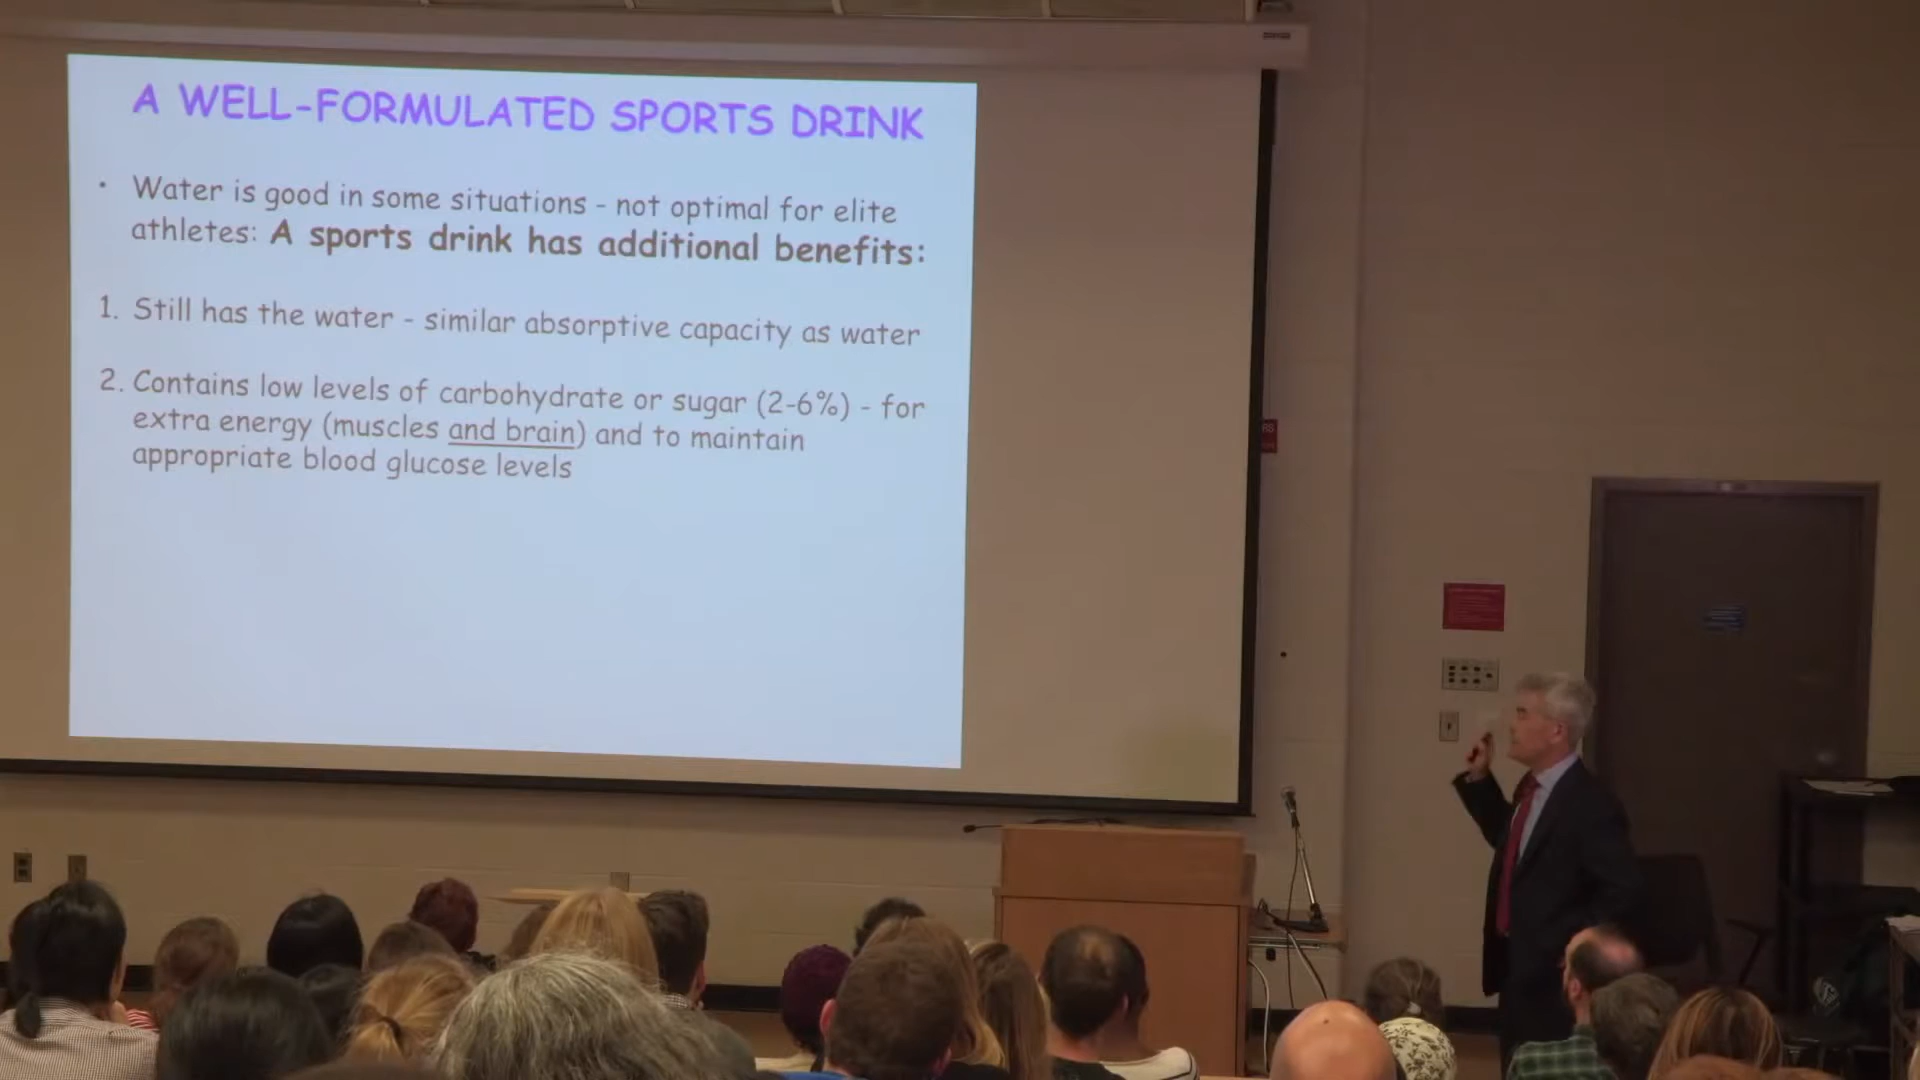 A WELL-FORMULATED SPORTS DRINK
• Water is good in some situations - not optimal for elite
athletes: A sports drink has additional benefits:
1. Still has the water - similar absorptive capacity as water
2. Contains low levels of carbohydrate or sugar (2-6%) - for
extra energy (muscles and brain) and to maintain
appropriate blood glucose levels